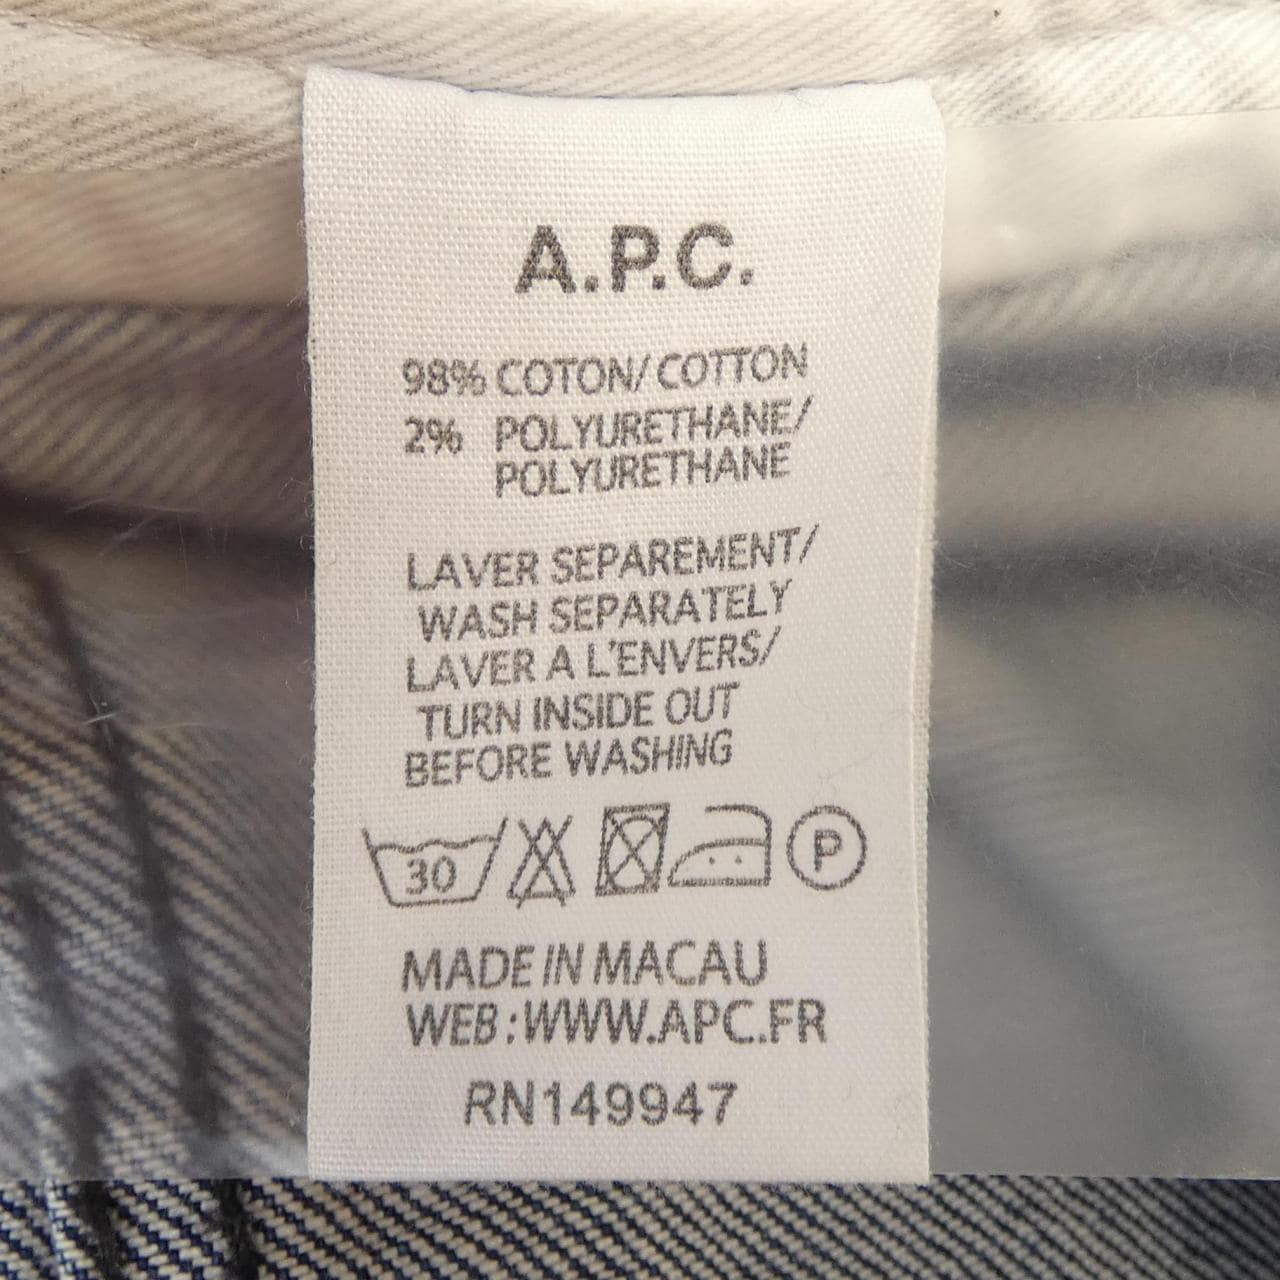 A.P.C.
98% COTON/COTTON
2% POLYURETHANE/
POLYURETHANE
LAVER SEPAREMENT/
WASH SEPARATELY
LAVER A L'ENVERS/
TURN INSIDE OUT
BEFORE WASHING
30 P
MADE IN MACAU
WEB:WWW.APC.FR
RN149947